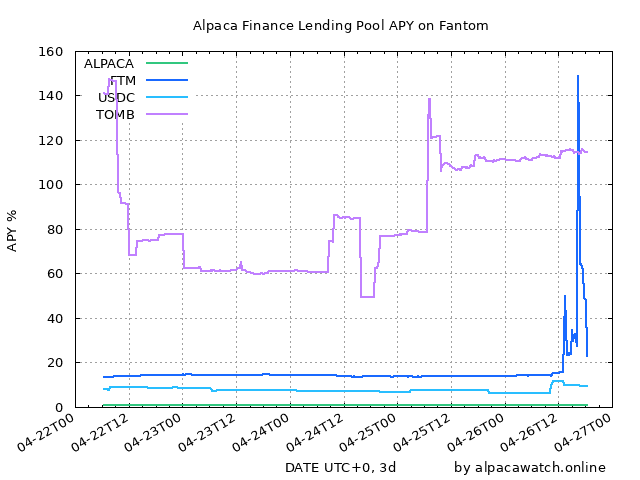 Alpaca Finance Lending Pool APY on Fantom
160
140
120
100
80
60
40
20
0
APY %
ALPACA
FTM
USDC
TOMB
04-22T00
04-22T12
04-23T00
04-23T12
04-24T00
04-24T12
04-25T00
04-25T12
04-26T00
04-26T12
04-27T00
DATE UTC+0, 3d
by alpacawatch.online